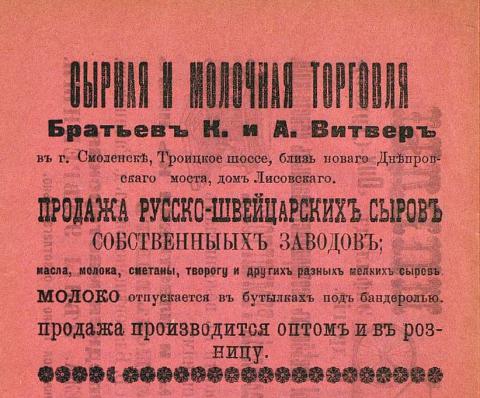 СЫРНАЯ И МОЛОЧНАЯ ТОРГОВЛЯ
Братьевъ К. и А. Витверъ
въ г. Смоленскѣ, Троицкое шоссе, близь новаго Днѣпров-
скаго моста, домъ Лисовскаго.
ПРОДАЖА РУССКО-ШВЕЙЦАРСКИХЪ СЫРОВЪ
СОБСТВЕННЫЫХЪ ЗАВОДОВЪ;
масла, молока, сметаны, творогу и другихъ разныхъ мелкихъ сыровъ
МОЛОКО отпускается въ бутылкахъ подъ бандеролью.
продажа производится оптомъ и въ роз-
ницу.